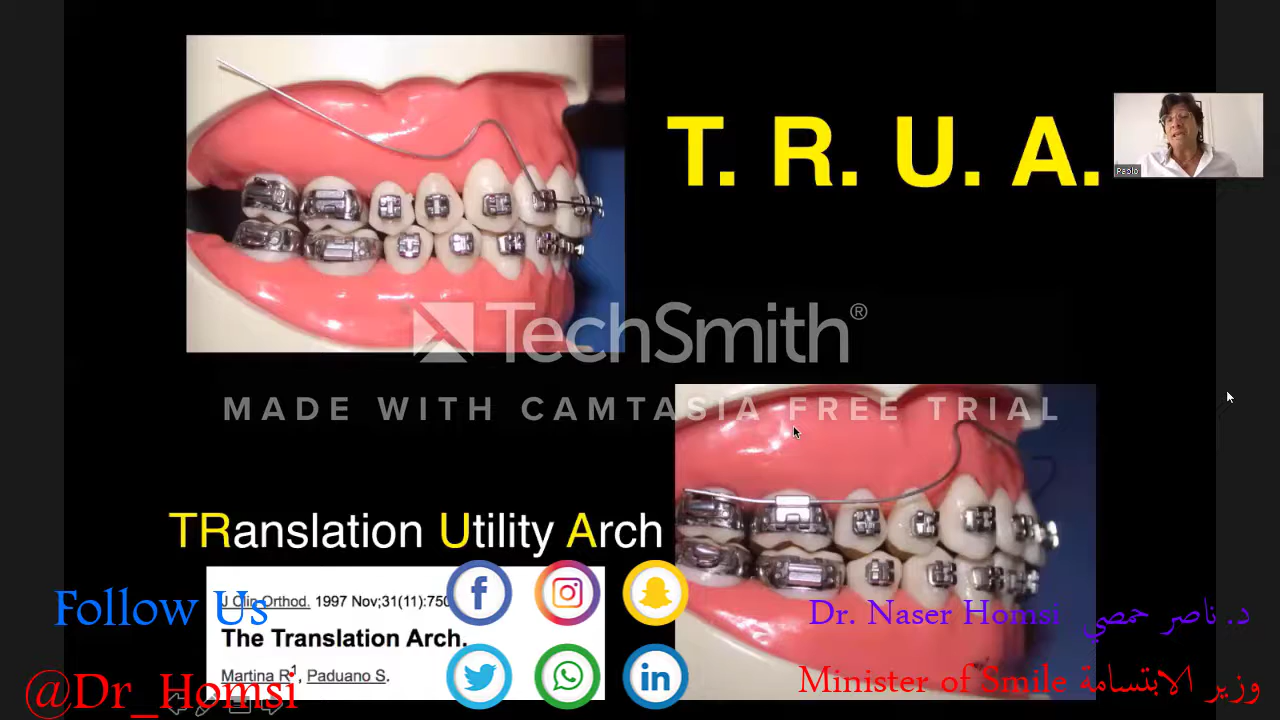 T. R. U. A.
Paolo
TechSmith®
MADE WITH CAMTASIA FREE TRIAL
TRanslation Utility Arch
J Clin Orthod. 1997 Nov;31(11):750
The Translation Arch.
Martina R1, Paduano S.
Follow Us
@Dr_Homsi
Dr. Naser Homsi د. ناصر حمصي
Minister of Smile وزير الابتسامة